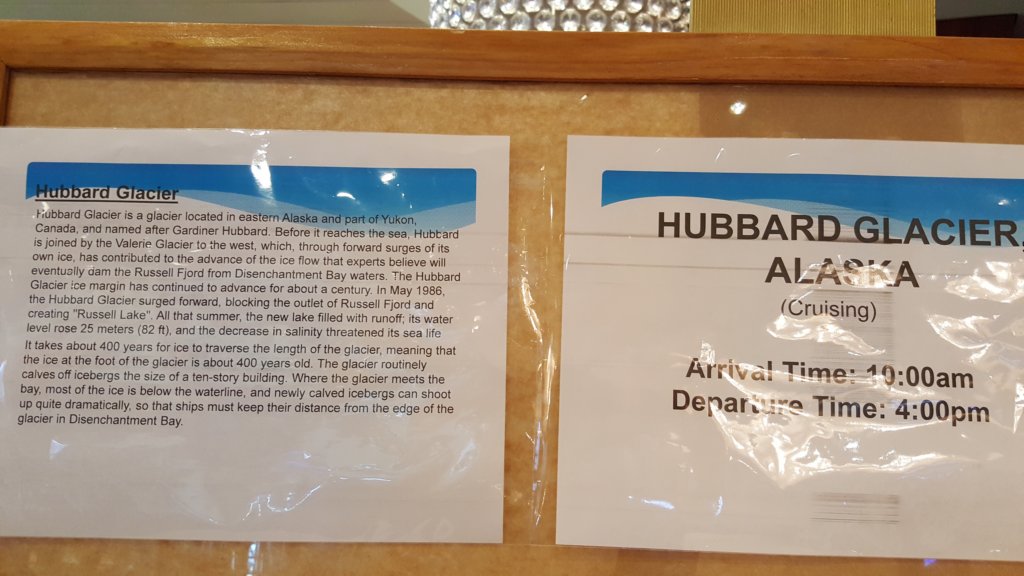 Hubbard Glacier
Hubbard Glacier is a glacier located in eastern Alaska and part of Yukon,
Canada, and named after Gardiner Hubbard. Before it reaches the sea, Hubbard
is joined by the Valerie Glacier to the west, which, through forward surges of its
own ice, has contributed to the advance of the ice flow that experts believe will
eventually dam the Russell Fjord from Disenchantment Bay waters. The Hubbard
Glacier ice margin has continued to advance for about a century. In May 1986,
the Hubbard Glacier surged forward, blocking the outlet of Russell Fjord and
creating "Russell Lake". All that summer, the new lake filled with runoff; its water
level rose 25 meters (82 ft), and the decrease in salinity threatened its sea life
It takes about 400 years for ice to traverse the length of the glacier, meaning that
the ice at the foot of the glacier is about 400 years old. The glacier routinely
calves off icebergs the size of a ten-story building. Where the glacier meets the
bay, most of the ice is below the waterline, and newly calved icebergs can shoot
up quite dramatically, so that ships must keep their distance from the edge of the
glacier in Disenchantment Bay.
HUBBARD GLACIER,
ALASKA
(Cruising)
Arrival Time: 10:00am
Departure Time: 4:00pm